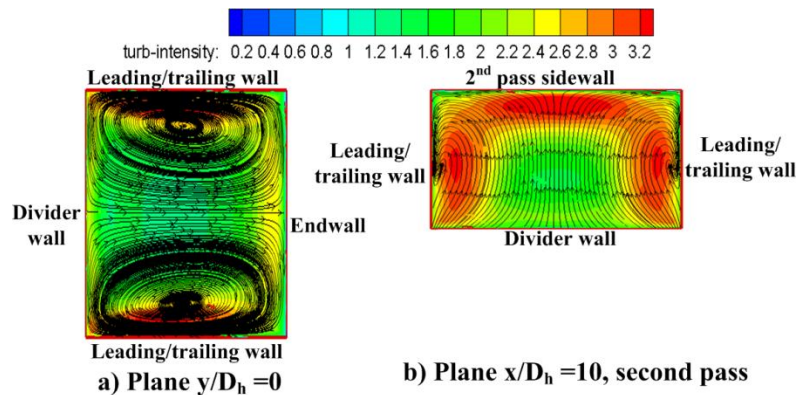 turb-intensity: 0.2 0.4 0.6 0.8 1 1.2 1.4 1.6 1.8 2 2.2 2.4 2.6 2.8 3 3.2
Leading/trailing wall
Divider
wall
Endwall
Leading/trailing wall
a) Plane y/Dₕ =0
2ⁿᵈ pass sidewall
Leading/
trailing wall
Leading/
trailing wall
Divider wall
b) Plane x/Dₕ =10, second pass